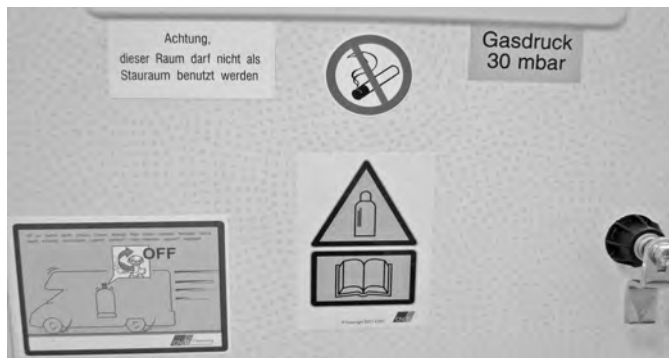 Achtung,
dieser Raum darf nicht als
Stauraum benutzt werden
Gasdruck
30 mbar
OFF